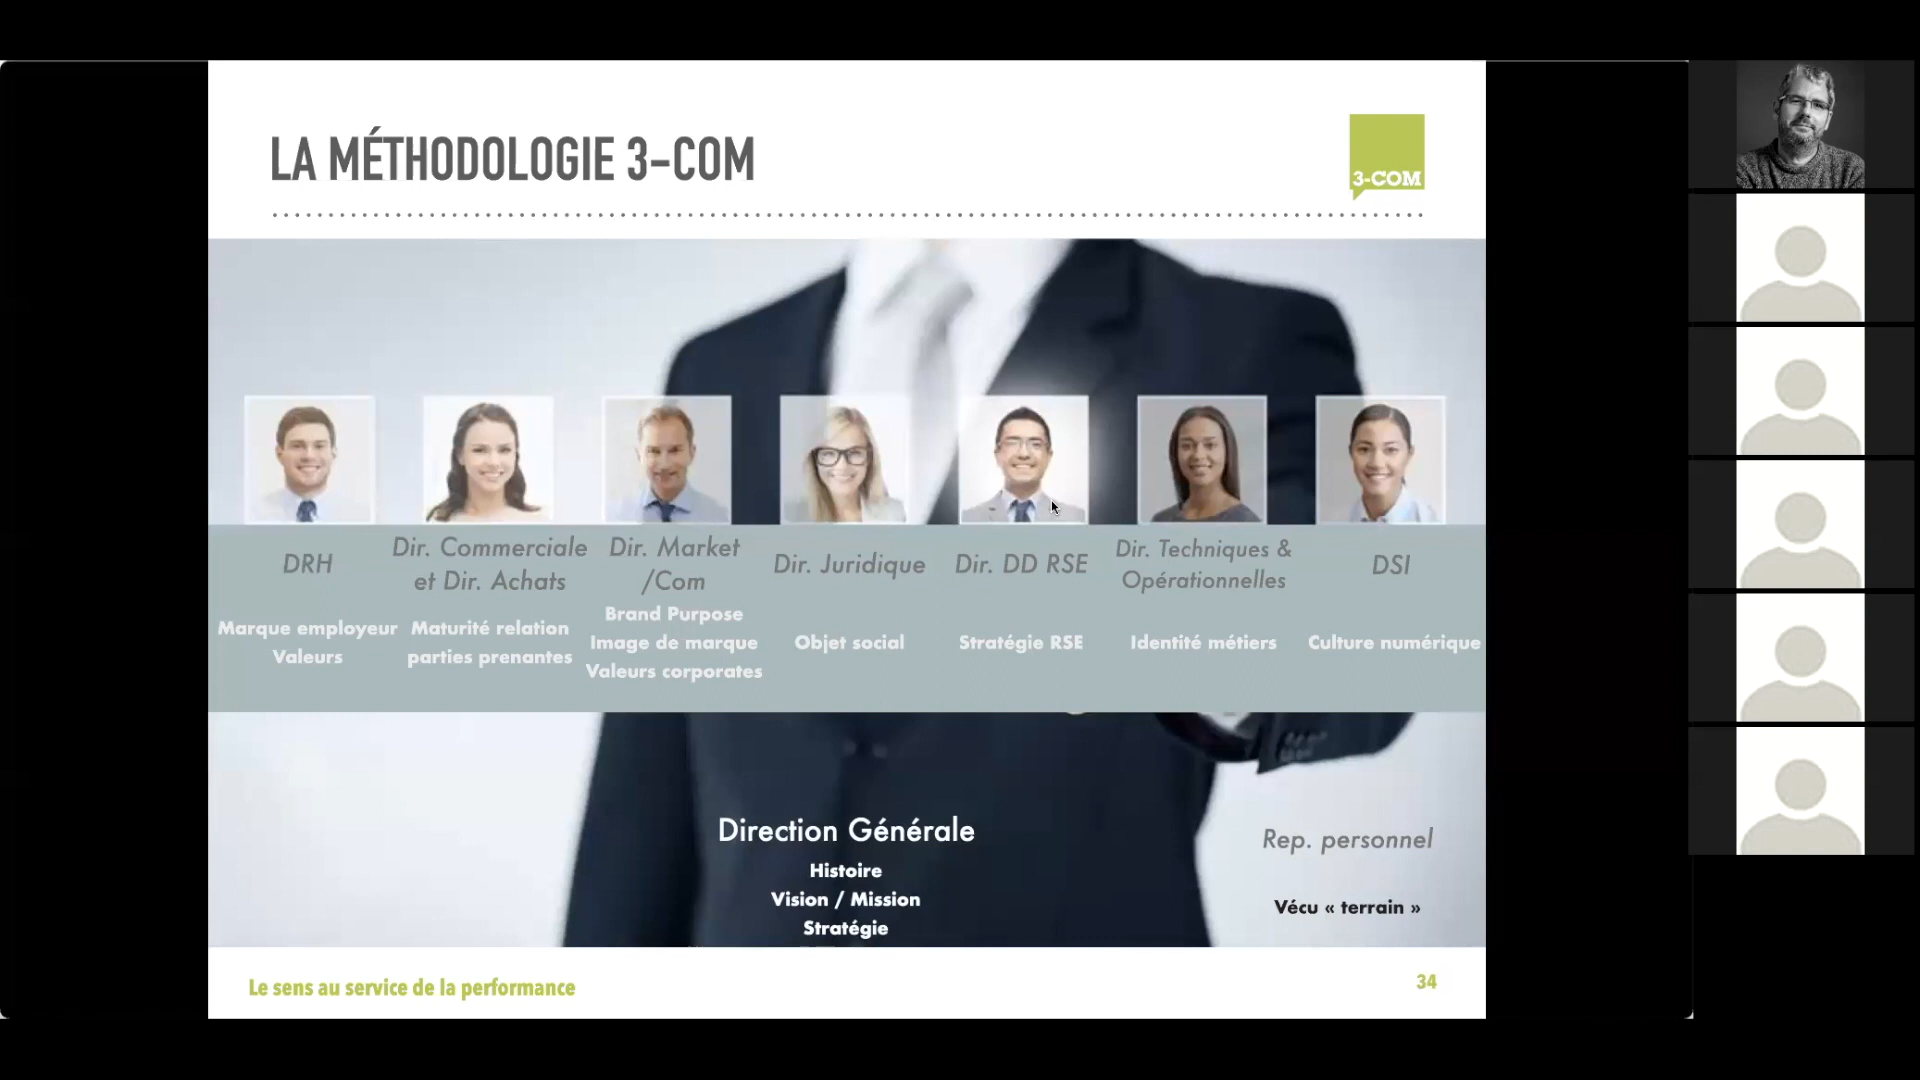 LA MÉTHODOLOGIE 3-COM
3-COM
DRH
Dir. Commerciale
et Dir. Achats
Dir. Market
/Com
Dir. Juridique
Dir. DD RSE
Dir. Techniques &
Opérationnelles
DSI
Marque employeur
Valeurs
Maturité relation
parties prenantes
Brand Purpose
Image de marque
Valeurs corporates
Objet social
Stratégie RSE
Identité métiers
Culture numérique
Direction Générale
Histoire
Vision / Mission
Stratégie
Rep. personnel
Vécu « terrain »
Le sens au service de la performance
34